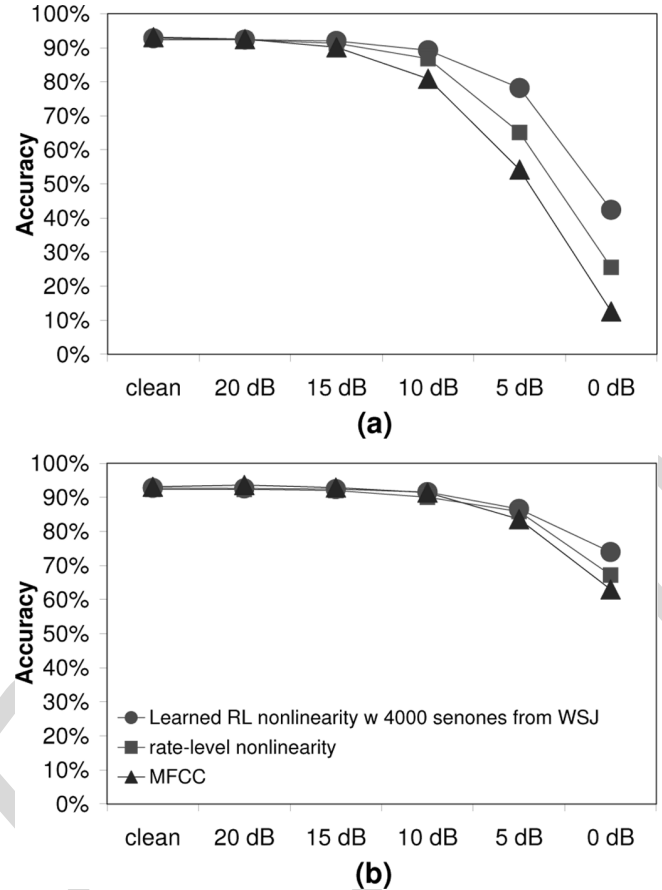 100%
90%
80%
70%
60%
50%
40%
30%
20%
10%
0%
Accuracy
clean 20 dB 15 dB 10 dB 5 dB 0 dB
(a)
100%
90%
80%
70%
60%
50%
40%
30%
20%
10%
0%
Accuracy
Learned RL nonlinearity w 4000 senones from WSJ
rate-level nonlinearity
MFCC
clean 20 dB 15 dB 10 dB 5 dB 0 dB
(b)